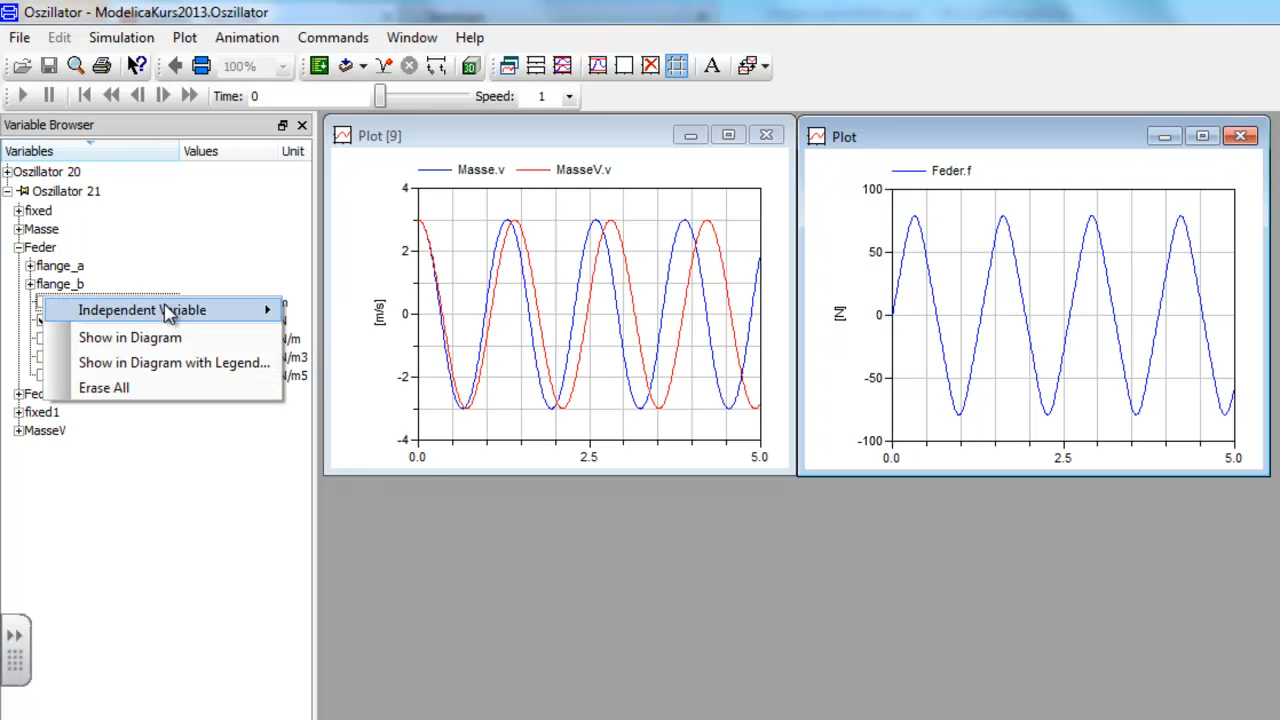 Oszillator - ModelicaKurs2013.Oszillator
File Edit Simulation Plot Animation Commands Window Help
100%
Time: 0 Speed: 1
Variable Browser
Variables Values Unit
Oszillator 20
Oszillator 21
fixed
Masse
Feder
flange_a
flange_b
Independent Variable
Show in Diagram N/m
Show in Diagram with Legend... N/m3
N/m5
Erase All
fixed1
MasseV
Plot [9]
Masse.v MasseV.v
4
2
0
-2
-4
[m/s]
0.0 2.5 5.0
Plot
Feder.f
100
50
0
-50
-100
[N]
0.0 2.5 5.0